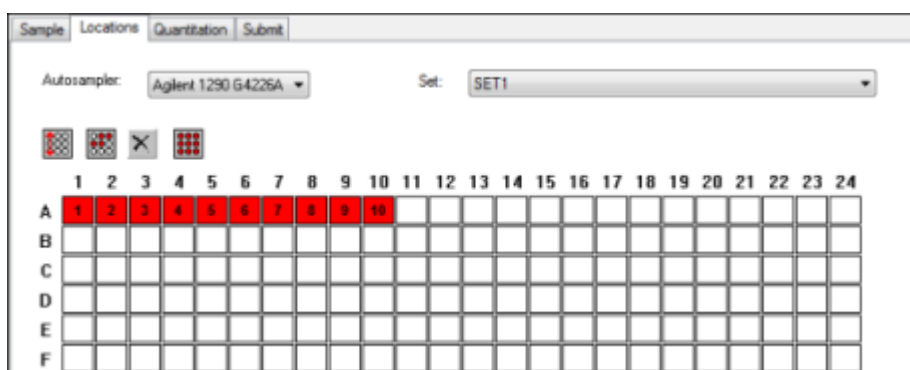 Sample Locations Quantitation Submit
Autosampler: Agilent 1290 G4226A Set: SET1
1 2 3 4 5 6 7 8 9 10 11 12 13 14 15 16 17 18 19 20 21 22 23 24
A 1 2 3 4 5 6 7 8 9 10
B
C
D
E
F